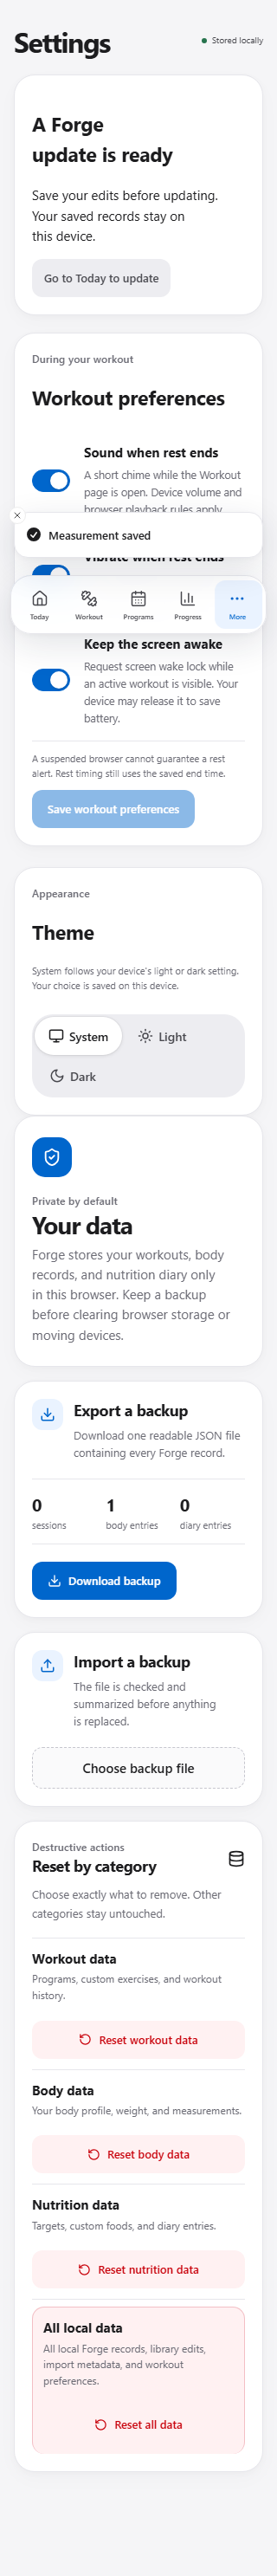 Settings
Stored locally
A Forge
update is ready
Save your edits before updating.
Your saved records stay on
this device.
Go to Today to update
During your workout
Workout preferences
Sound when rest ends
A short chime while the Workout
page is open. Device volume and
browser playback rules apply.
Measurement saved
Vibrate when rest ends
Today
Workout
Programs
Progress
More
Keep the screen awake
Request screen wake lock while
an active workout is visible. Your
device may release it to save
battery.
A suspended browser cannot guarantee a rest
alert. Rest timing still uses the saved end time.
Save workout preferences
Appearance
Theme
System follows your device's light or dark setting.
Your choice is saved on this device.
System
Light
Dark
Private by default
Your data
Forge stores your workouts, body
records, and nutrition diary only
in this browser. Keep a backup
before clearing browser storage or
moving devices.
Export a backup
Download one readable JSON file
containing every Forge record.
0
1
0
sessions
body entries
diary entries
Download backup
Import a backup
The file is checked and
summarized before anything
is replaced.
Choose backup file
Destructive actions
Reset by category
Choose exactly what to remove. Other
categories stay untouched.
Workout data
Programs, custom exercises, and workout
history.
Reset workout data
Body data
Your body profile, weight, and measurements.
Reset body data
Nutrition data
Targets, custom foods, and diary entries.
Reset nutrition data
All local data
All local Forge records, library edits,
import metadata, and workout
preferences.
Reset all data